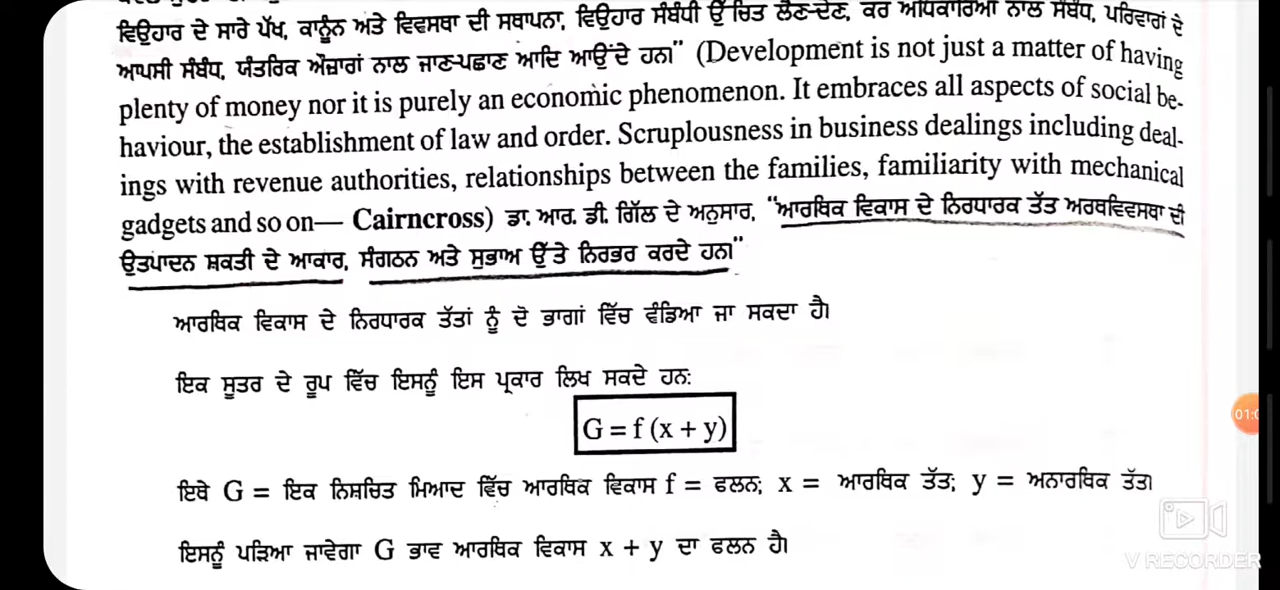 ਵਿਉਹਾਰ ਦੇ ਸਾਰੇ ਪੱਖ, ਕਾਨੂੰਨ ਅਤੇ ਵਿਵਸਥਾ ਦੀ ਸਥਾਪਨਾ, ਵਿਉਹਾਰ ਸੰਬੰਧੀ ਉੱਚਿਤ ਲੈਣ-ਦੇਣ, ਕਰ ਅਧਿਕਾਰੀਆਂ ਨਾਲ ਸੰਬੰਧ, ਪਰਿਵਾਰਾਂ ਦੇ
ਆਪਸੀ ਸੰਬੰਧ, ਯੰਤਰਿਕ ਔਜ਼ਾਰਾਂ ਨਾਲ ਜਾਣ-ਪਛਾਣ ਆਦਿ ਆਉਂਦੇ ਹਨ।" (Development is not just a matter of having
plenty of money nor it is purely an economic phenomenon. It embraces all aspects of social be-
haviour, the establishment of law and order. Scruplousness in business dealings including deal-
ings with revenue authorities, relationships between the families, familiarity with mechanical
gadgets and so on— Cairncross) ਡਾ. ਆਰ. ਡੀ. ਗਿੱਲ ਦੇ ਅਨੁਸਾਰ, "ਆਰਥਿਕ ਵਿਕਾਸ ਦੇ ਨਿਰਧਾਰਕ ਤੱਤ ਅਰਥਵਿਵਸਥਾ ਦੀ
ਉਤਪਾਦਨ ਸ਼ਕਤੀ ਦੇ ਆਕਾਰ, ਸੰਗਠਨ ਅਤੇ ਸੁਭਾਅ ਉੱਤੇ ਨਿਰਭਰ ਕਰਦੇ ਹਨ।"
ਆਰਥਿਕ ਵਿਕਾਸ ਦੇ ਨਿਰਧਾਰਕ ਤੱਤਾਂ ਨੂੰ ਦੋ ਭਾਗਾਂ ਵਿੱਚ ਵੰਡਿਆ ਜਾ ਸਕਦਾ ਹੈ।
ਇਕ ਸੂਤਰ ਦੇ ਰੂਪ ਵਿੱਚ ਇਸਨੂੰ ਇਸ ਪ੍ਰਕਾਰ ਲਿਖ ਸਕਦੇ ਹਨ:
G = f (x + y)
ਇਥੇ G = ਇਕ ਨਿਸ਼ਚਿਤ ਮਿਆਦ ਵਿੱਚ ਆਰਥਿਕ ਵਿਕਾਸ f = ਫਲਨ; x = ਆਰਥਿਕ ਤੱਤ; y = ਅਨਾਰਥਿਕ ਤੱਤ।
ਇਸਨੂੰ ਪੜਿਆ ਜਾਵੇਗਾ G ਭਾਵ ਆਰਥਿਕ ਵਿਕਾਸ x + y ਦਾ ਫਲਨ ਹੈ।
V RECORDER